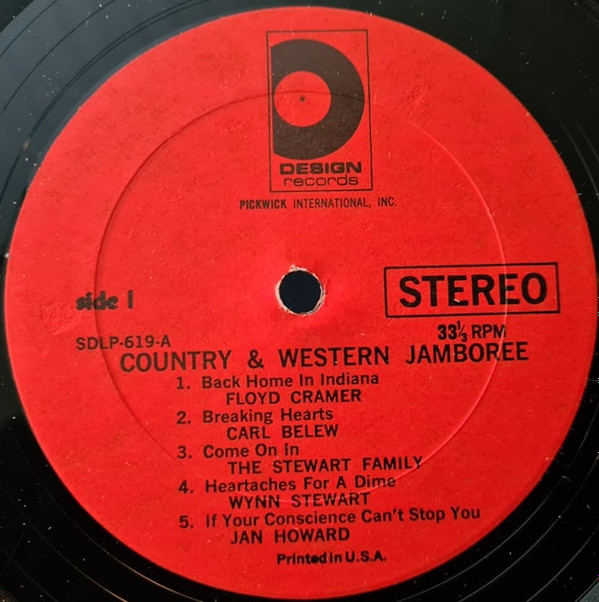 DESIGN
records
PICKWICK INTERNATIONAL, INC.
side 1
STEREO
SDLP-619-A
33⅓ RPM
COUNTRY & WESTERN JAMBOREE
1. Back Home In Indiana
FLOYD CRAMER
2. Breaking Hearts
CARL BELEW
3. Come On In
THE STEWART FAMILY
4. Heartaches For A Dime
WYNN STEWART
5. If Your Conscience Can't Stop You
JAN HOWARD
Printed in U.S.A.